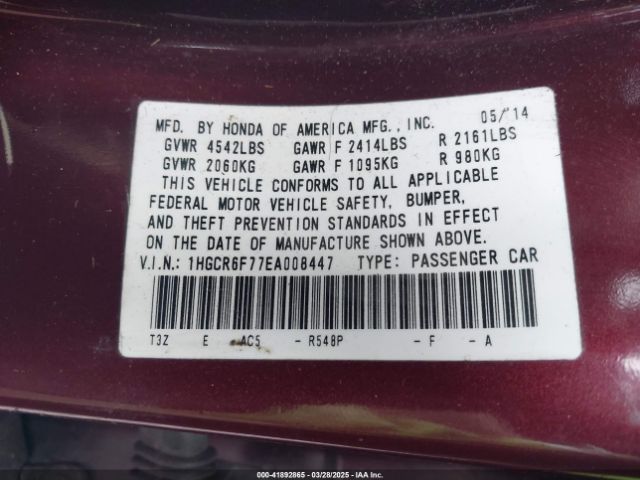 MFD. BY HONDA OF AMERICA MFG., INC. 05/14
GVWR 4542LBS GAWR F 2414LBS R 2161LBS
GVWR 2060KG GAWR F 1095KG R 980KG
THIS VEHICLE CONFORMS TO ALL APPLICABLE
FEDERAL MOTOR VEHICLE SAFETY, BUMPER,
AND THEFT PREVENTION STANDARDS IN EFFECT
ON THE DATE OF MANUFACTURE SHOWN ABOVE.
V.I.N.: 1HGCR6F77EA008447 TYPE: PASSENGER CAR
T3Z E AC5 - R548P - F - A
000-41892865 | 03/28/2025 | IAA Inc.